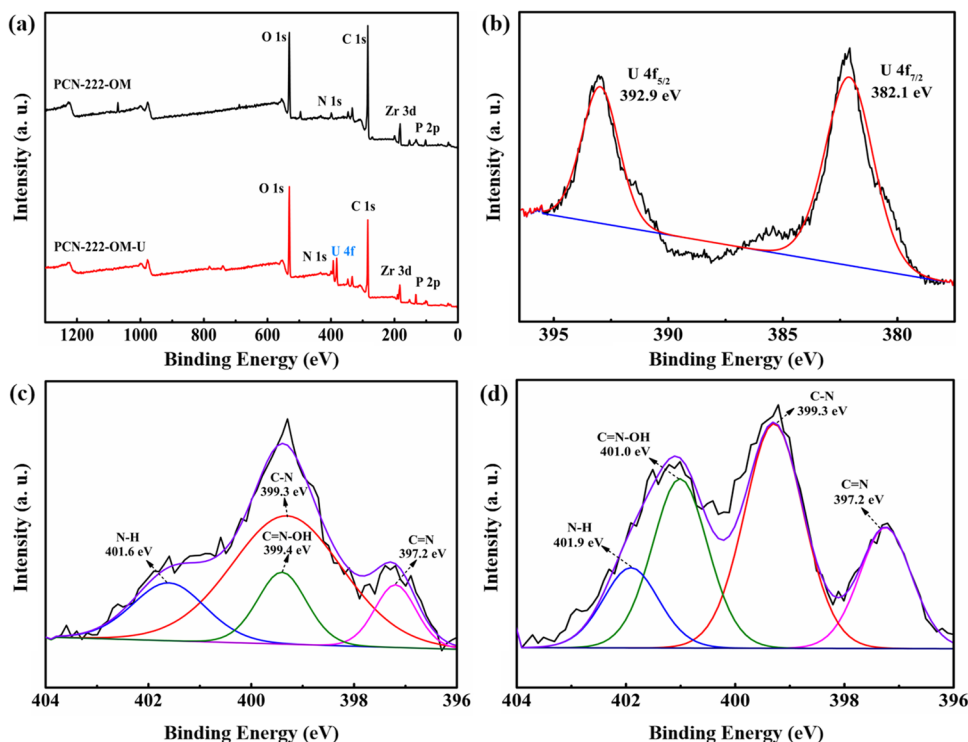 (a)
O 1s
C 1s
PCN-222-OM
N 1s
Zr 3d
P 2p
O 1s
C 1s
PCN-222-OM-U
N 1s
U 4f
Zr 3d
P 2p
Intensity (a. u.)
1200 1000 800 600 400 200 0
Binding Energy (eV)
(b)
U 4f5/2
392.9 eV
U 4f7/2
382.1 eV
Intensity (a. u.)
395 390 385 380
Binding Energy (eV)
(c)
C-N
399.3 eV
N-H
401.6 eV
C=N-OH
399.4 eV
C=N
397.2 eV
Intensity (a. u.)
404 402 400 398 396
Binding Energy (eV)
(d)
C-N
399.3 eV
C=N-OH
401.0 eV
C=N
397.2 eV
N-H
401.9 eV
Intensity (a. u.)
404 402 400 398 396
Binding Energy (eV)